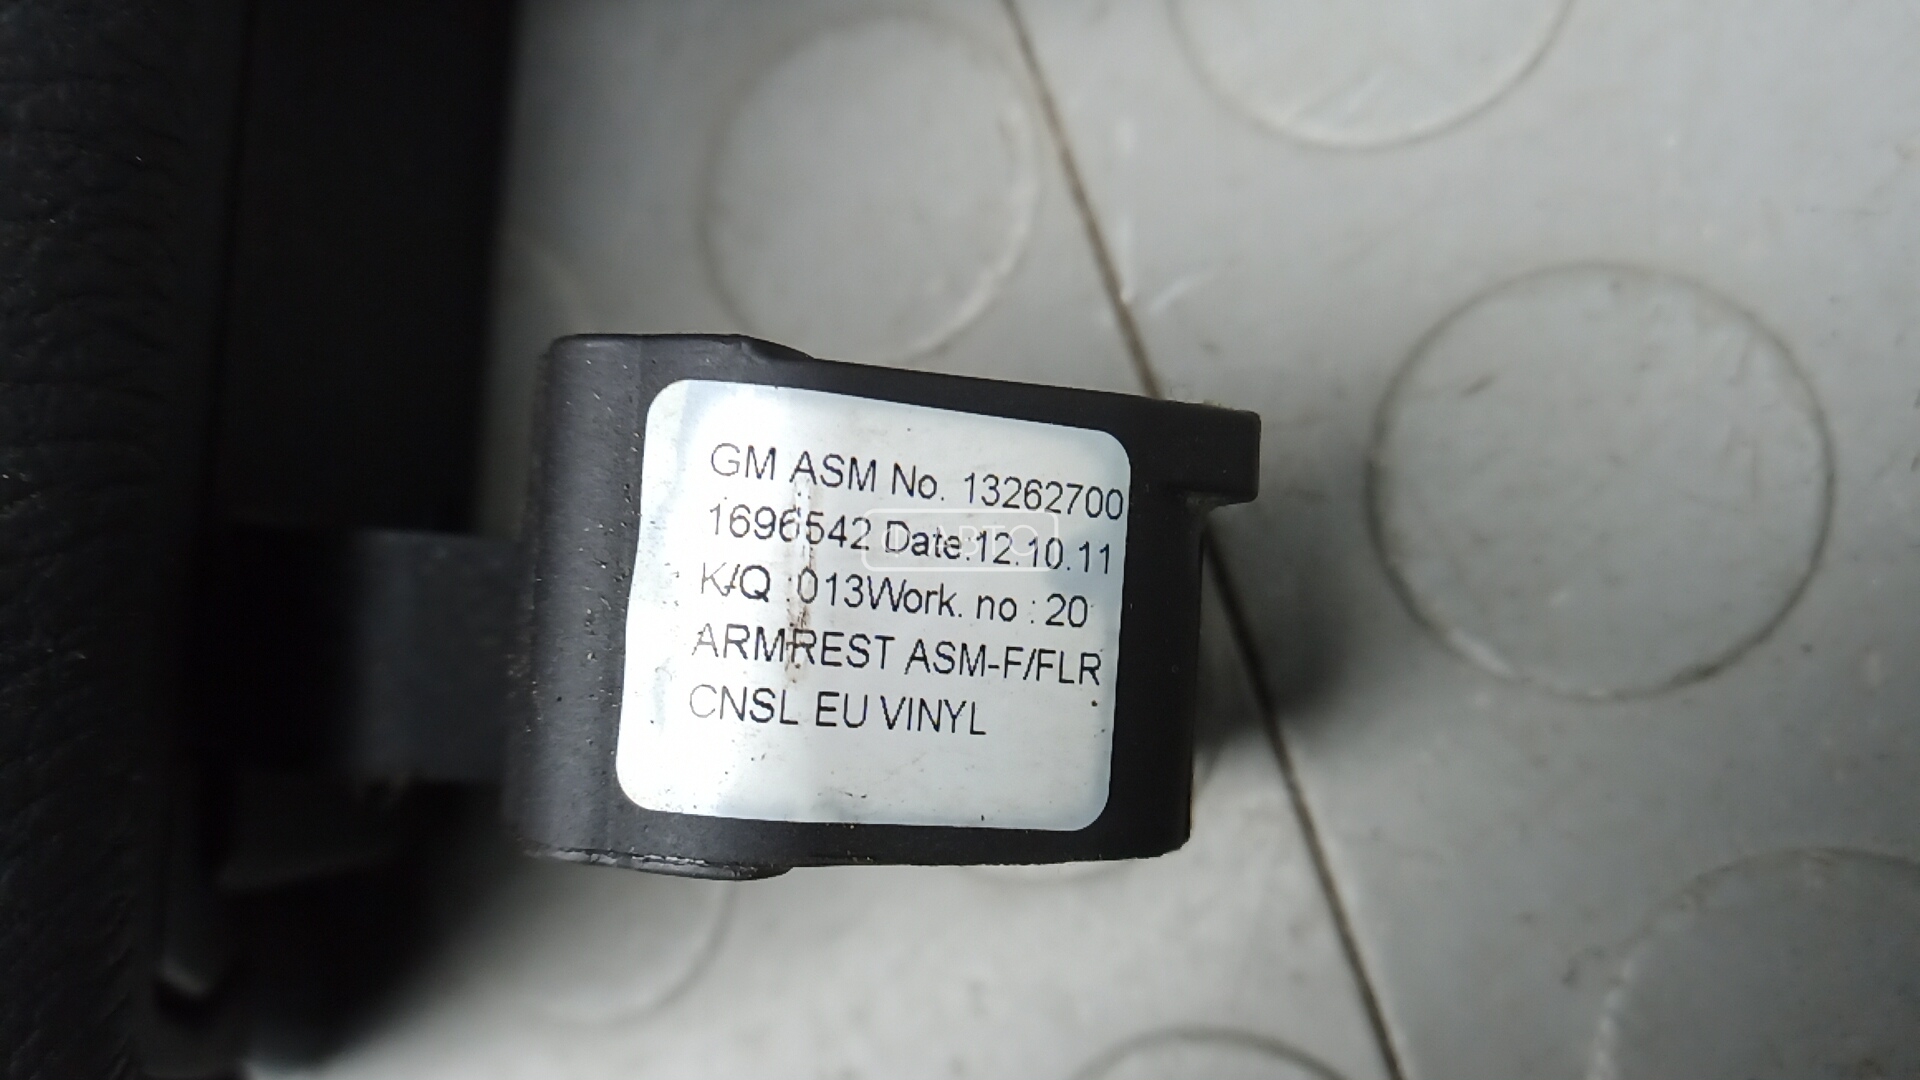 GM ASM No. 13262700
1696542 Date:12.10.11
K/Q :013Work. no : 20
ARMREST ASM-F/FLR
CNSL EU VINYL